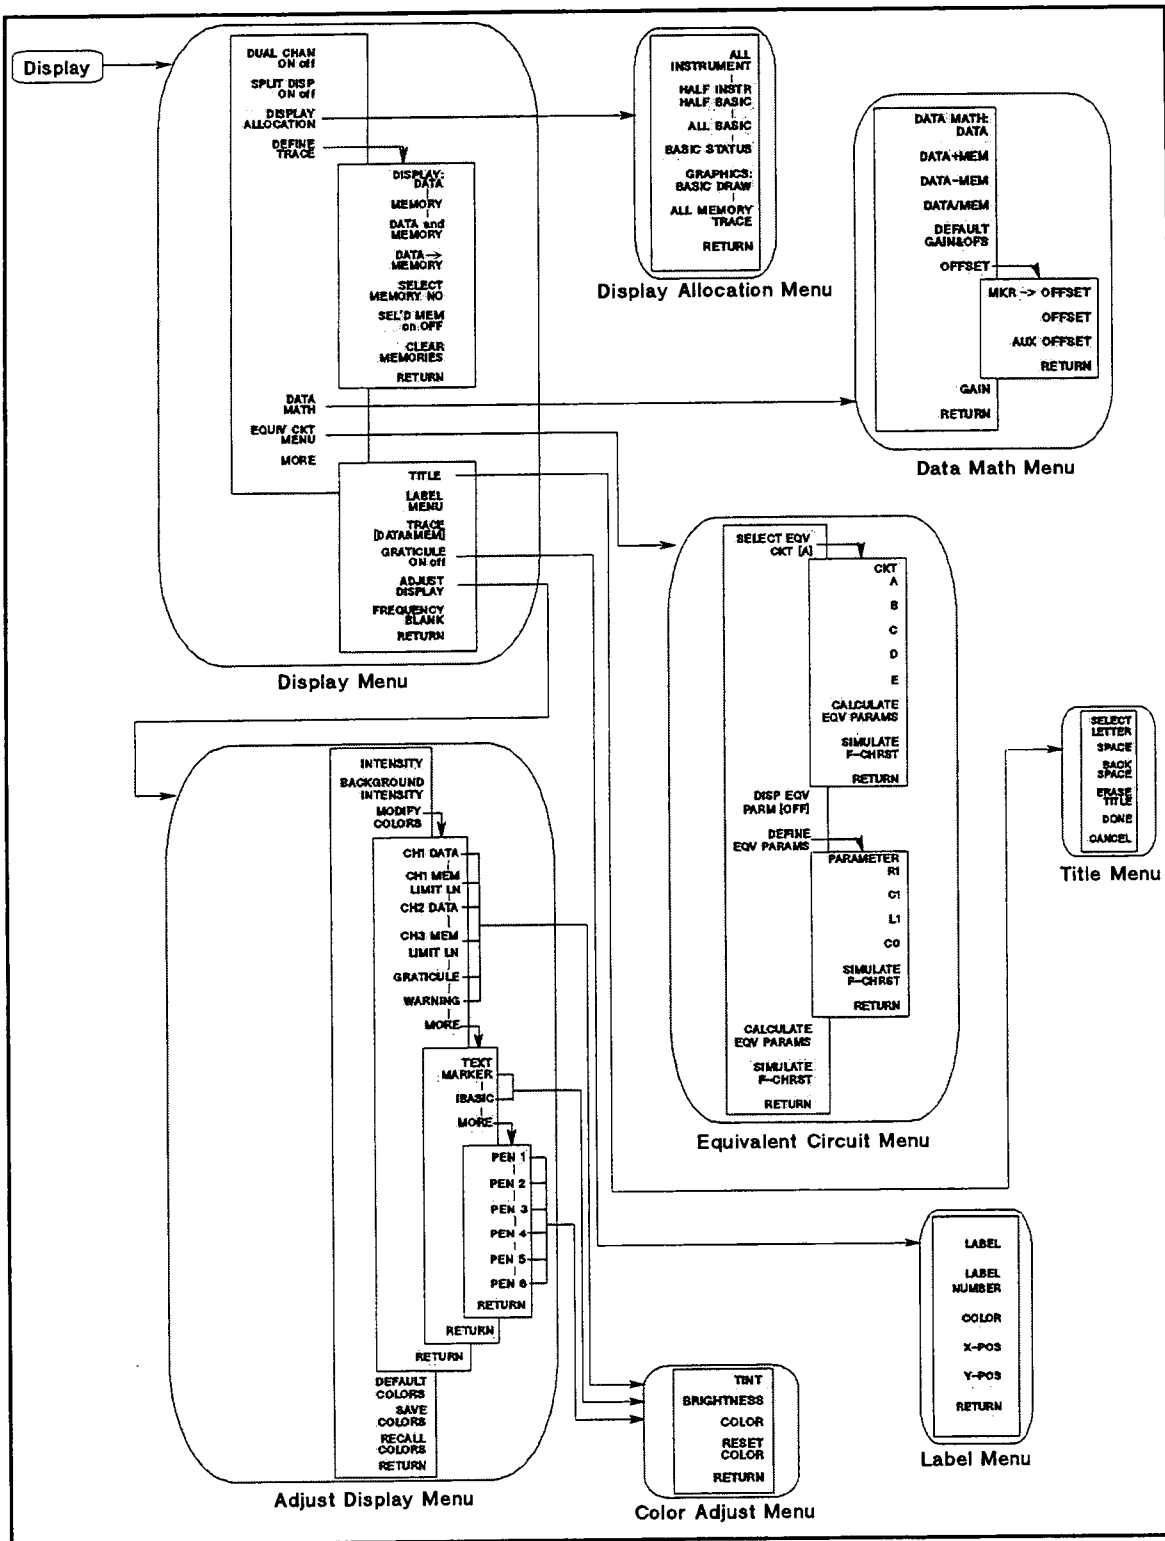 Display
DUAL CHAN
ON off
SPLIT DISP
ON off
DISPLAY
ALLOCATION
DEFINE
TRACE
DISPLAY:
DATA
MEMORY
DATA and
MEMORY
DATA→
MEMORY
SELECT
MEMORY NO
SEL'D MEM
on OFF
CLEAR
MEMORIES
RETURN
DATA
MATH
EQUIV CKT
MENU
MORE
TITLE
LABEL
MENU
TRACE
[DATA&MEM]
GRATICULE
ON off
ADJUST
DISPLAY
FREQUENCY
BLANK
RETURN
Display Menu
ALL
INSTRUMENT
HALF INSTR
HALF BASIC
ALL BASIC
BASIC STATUS
GRAPHICS:
BASIC DRAW
ALL MEMORY
TRACE
RETURN
Display Allocation Menu
DATA MATH:
DATA
DATA+MEM
DATA-MEM
DATA/MEM
DEFAULT
GAIN&OFS
OFFSET
MKR -> OFFSET
OFFSET
AUX OFFSET
RETURN
GAIN
RETURN
Data Math Menu
SELECT EQV
CKT [A]
CKT
A
B
C
D
E
CALCULATE
EQV PARAMS
SIMULATE
F-CHRST
RETURN
DISP EQV
PARM [OFF]
DEFINE
EQV PARAMS
PARAMETER
R1
C1
L1
C0
SIMULATE
F-CHRST
RETURN
CALCULATE
EQV PARAMS
SIMULATE
F-CHRST
RETURN
Equivalent Circuit Menu
SELECT
LETTER
SPACE
BACK
SPACE
ERASE
TITLE
DONE
CANCEL
Title Menu
INTENSITY
BACKGROUND
INTENSITY
MODIFY
COLORS
CH1 DATA
CH1 MEM
LIMIT LN
CH2 DATA
CH3 MEM
LIMIT LN
GRATICULE
WARNING
MORE
TEXT
MARKER
IBASIC
MORE
PEN 1
PEN 2
PEN 3
PEN 4
PEN 5
PEN 6
RETURN
RETURN
RETURN
DEFAULT
COLORS
SAVE
COLORS
RECALL
COLORS
RETURN
Adjust Display Menu
TINT
BRIGHTNESS
COLOR
RESET
COLOR
RETURN
Color Adjust Menu
LABEL
LABEL
NUMBER
COLOR
X-POS
Y-POS
RETURN
Label Menu